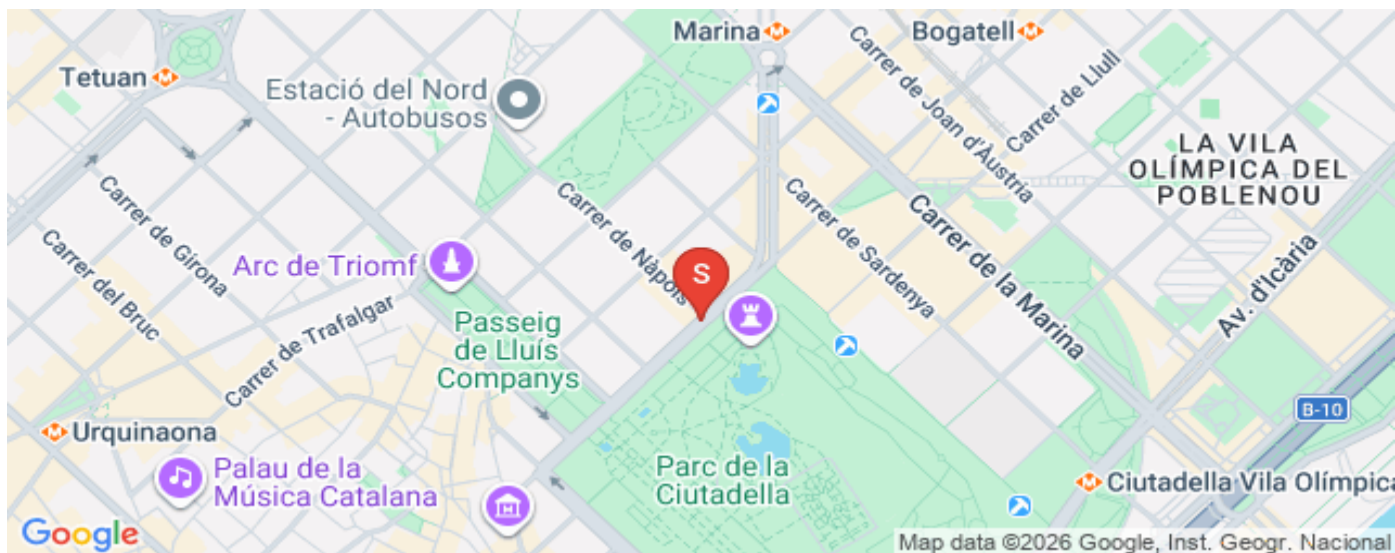 Marina
Bogatell
Tetuan
Estació del Nord
- Autobusos
Carrer de Joan d'Àustria
Carrer de Llull
LA VILA
OLÍMPICA DEL
POBLENOU
Carrer de Girona
Carrer del Bruc
Carrer de Nàpols
Carrer de Sardenya
Carrer de la Marina
Av. d'Icària
Arc de Triomf
S
Carrer de Trafalgar
Passeig
de Lluís
Companys
B-10
Urquinaona
Palau de la
Música Catalana
Parc de la
Ciutadella
Ciutadella Vila Olímpica
Google
Map data ©2026 Google, Inst. Geogr. Nacional